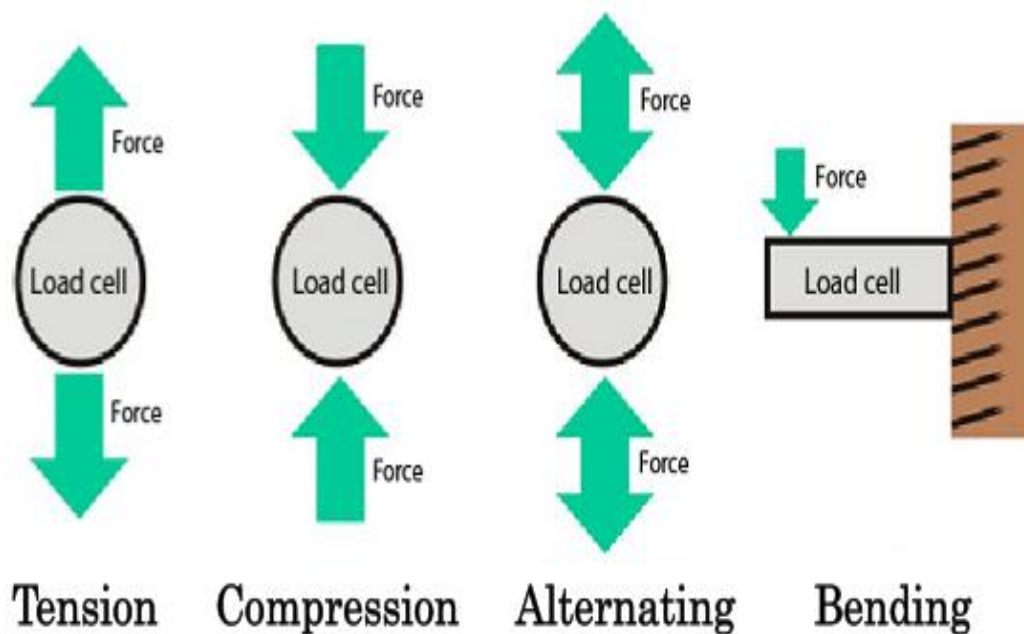 Force
Force
Force
Force
Load cell
Load cell
Load cell
Load cell
Force
Force
Force
Tension
Compression
Alternating
Bending